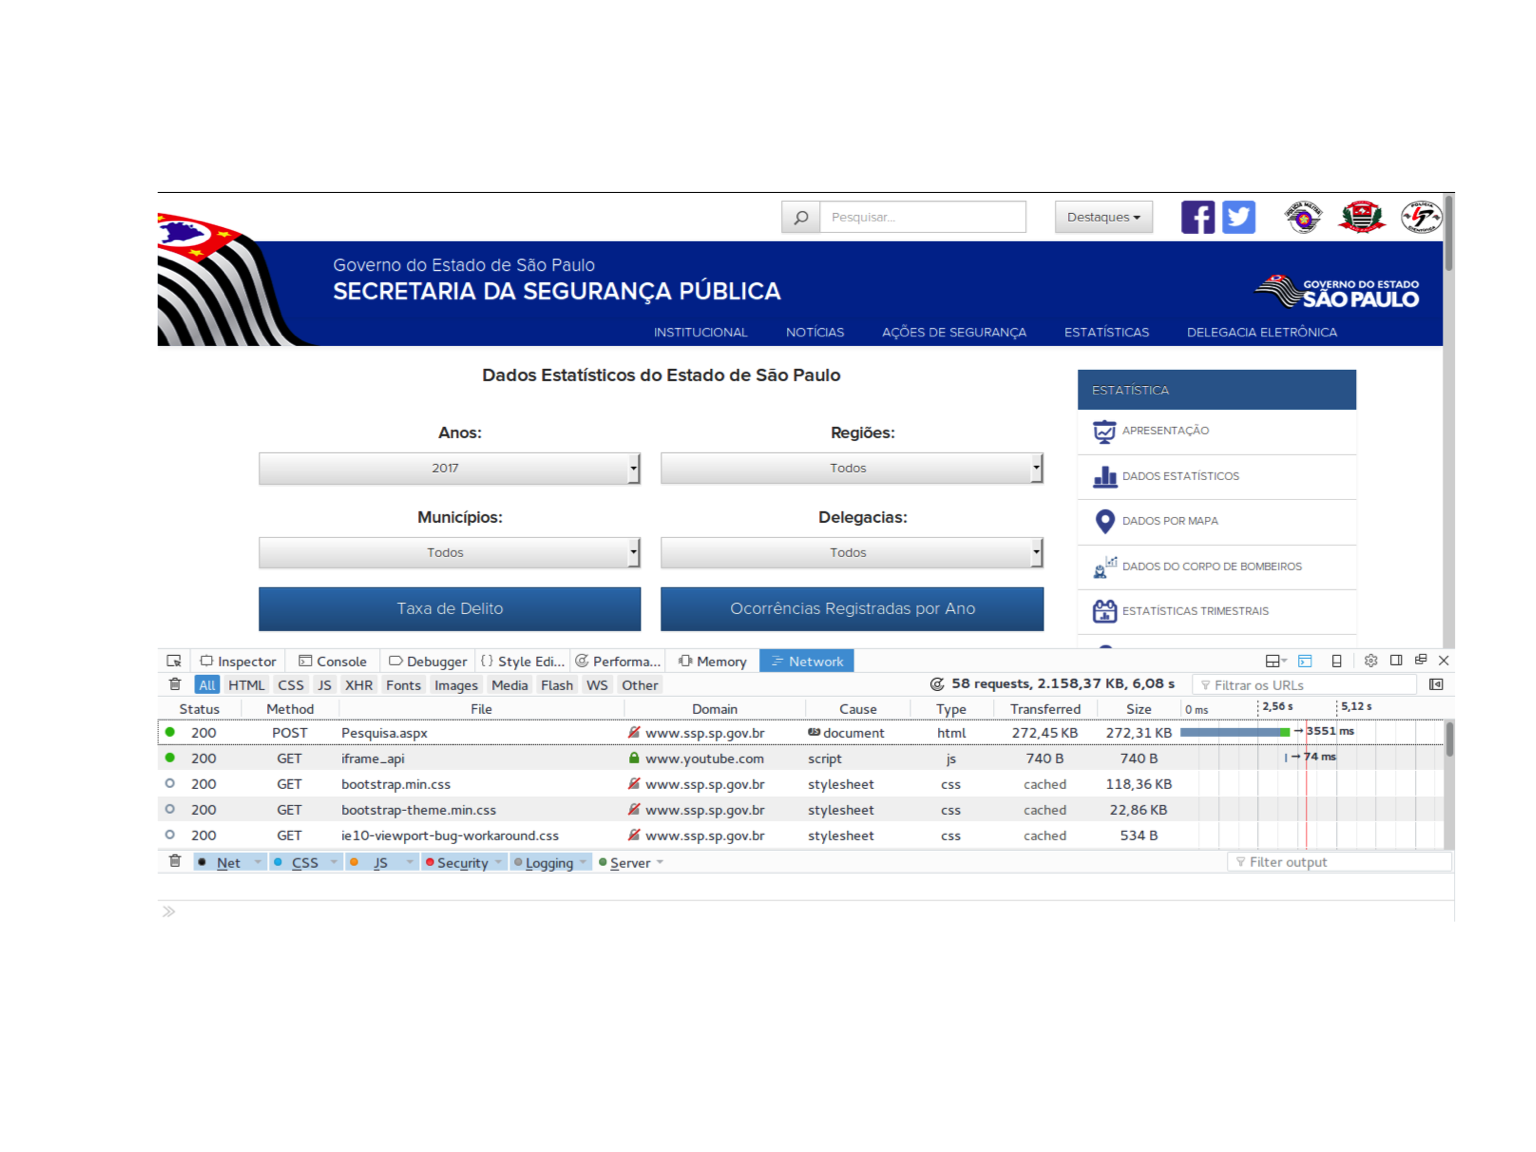 Pesquisar...
Destaques
Governo do Estado de São Paulo
SECRETARIA DA SEGURANÇA PÚBLICA
GOVERNO DO ESTADO
SÃO PAULO
INSTITUCIONAL NOTÍCIAS AÇÕES DE SEGURANÇA ESTATÍSTICAS DELEGACIA ELETRÔNICA
Dados Estatísticos do Estado de São Paulo
Anos: Regiões:
2017 Todos
Municípios: Delegacias:
Todos Todos
Taxa de Delito Ocorrências Registradas por Ano
ESTATÍSTICA
APRESENTAÇÃO
DADOS ESTATÍSTICOS
DADOS POR MAPA
DADOS DO CORPO DE BOMBEIROS
ESTATÍSTICAS TRIMESTRAIS
Inspector Console Debugger Style Edi... Performa... Memory Network
All HTML CSS JS XHR Fonts Images Media Flash WS Other 58 requests, 2.158,37 KB, 6,08 s Filtrar os URLs
Status Method File Domain Cause Type Transferred Size 0 ms 2,56 s 5,12 s
200 POST Pesquisa.aspx www.ssp.sp.gov.br JS document html 272,45 KB 272,31 KB → 3551 ms
200 GET iframe_api www.youtube.com script js 740 B 740 B → 74 ms
200 GET bootstrap.min.css www.ssp.sp.gov.br stylesheet css cached 118,36 KB
200 GET bootstrap-theme.min.css www.ssp.sp.gov.br stylesheet css cached 22,86 KB
200 GET ie10-viewport-bug-workaround.css www.ssp.sp.gov.br stylesheet css cached 534 B
Net CSS JS Security Logging Server Filter output